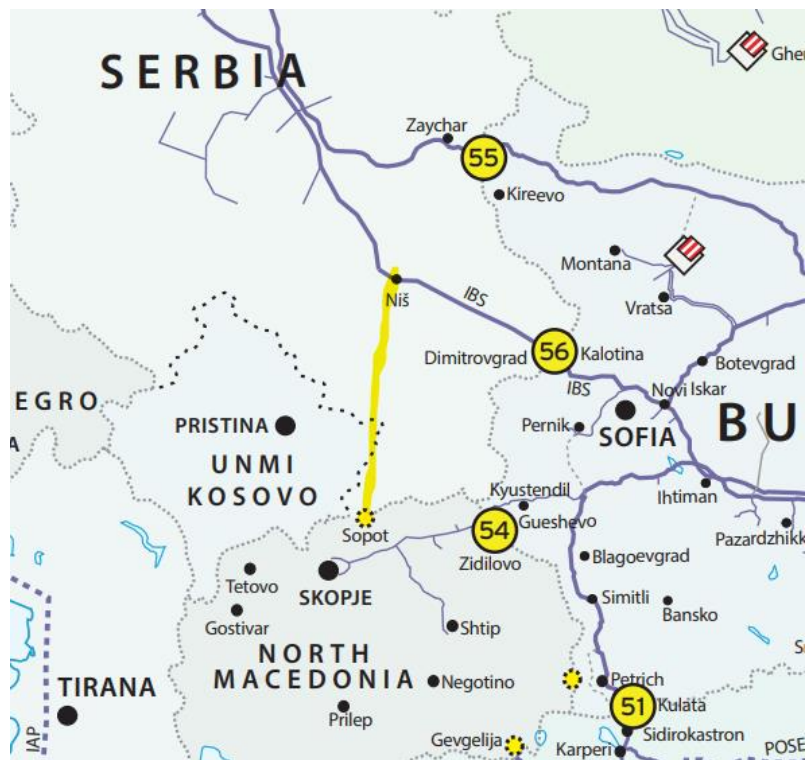 Gher
SERBIA
Zaychar
55
Kireevo
Montana
IBS
Niš
Vratsa
Dimitrovgrad
56
Kalotina
Botevgrad
IBS
Novi Iskar
EGRO
A
PRISTINA
Pernik
SOFIA
BU
UNMI
KOSOVO
Ihtiman
Kyustendil
Gueshevo
Sopot
54
Zidilovo
Pazardzhikk
Blagoevgrad
Tetovo
SKOPJE
Simitli
Bansko
Gostivar
Shtip
NORTH
MACEDONIA
Negotino
Petrich
TIRANA
Prilep
51
Kulata
Sidirokastron
Gevgelija
Karperi
IAP
POSE